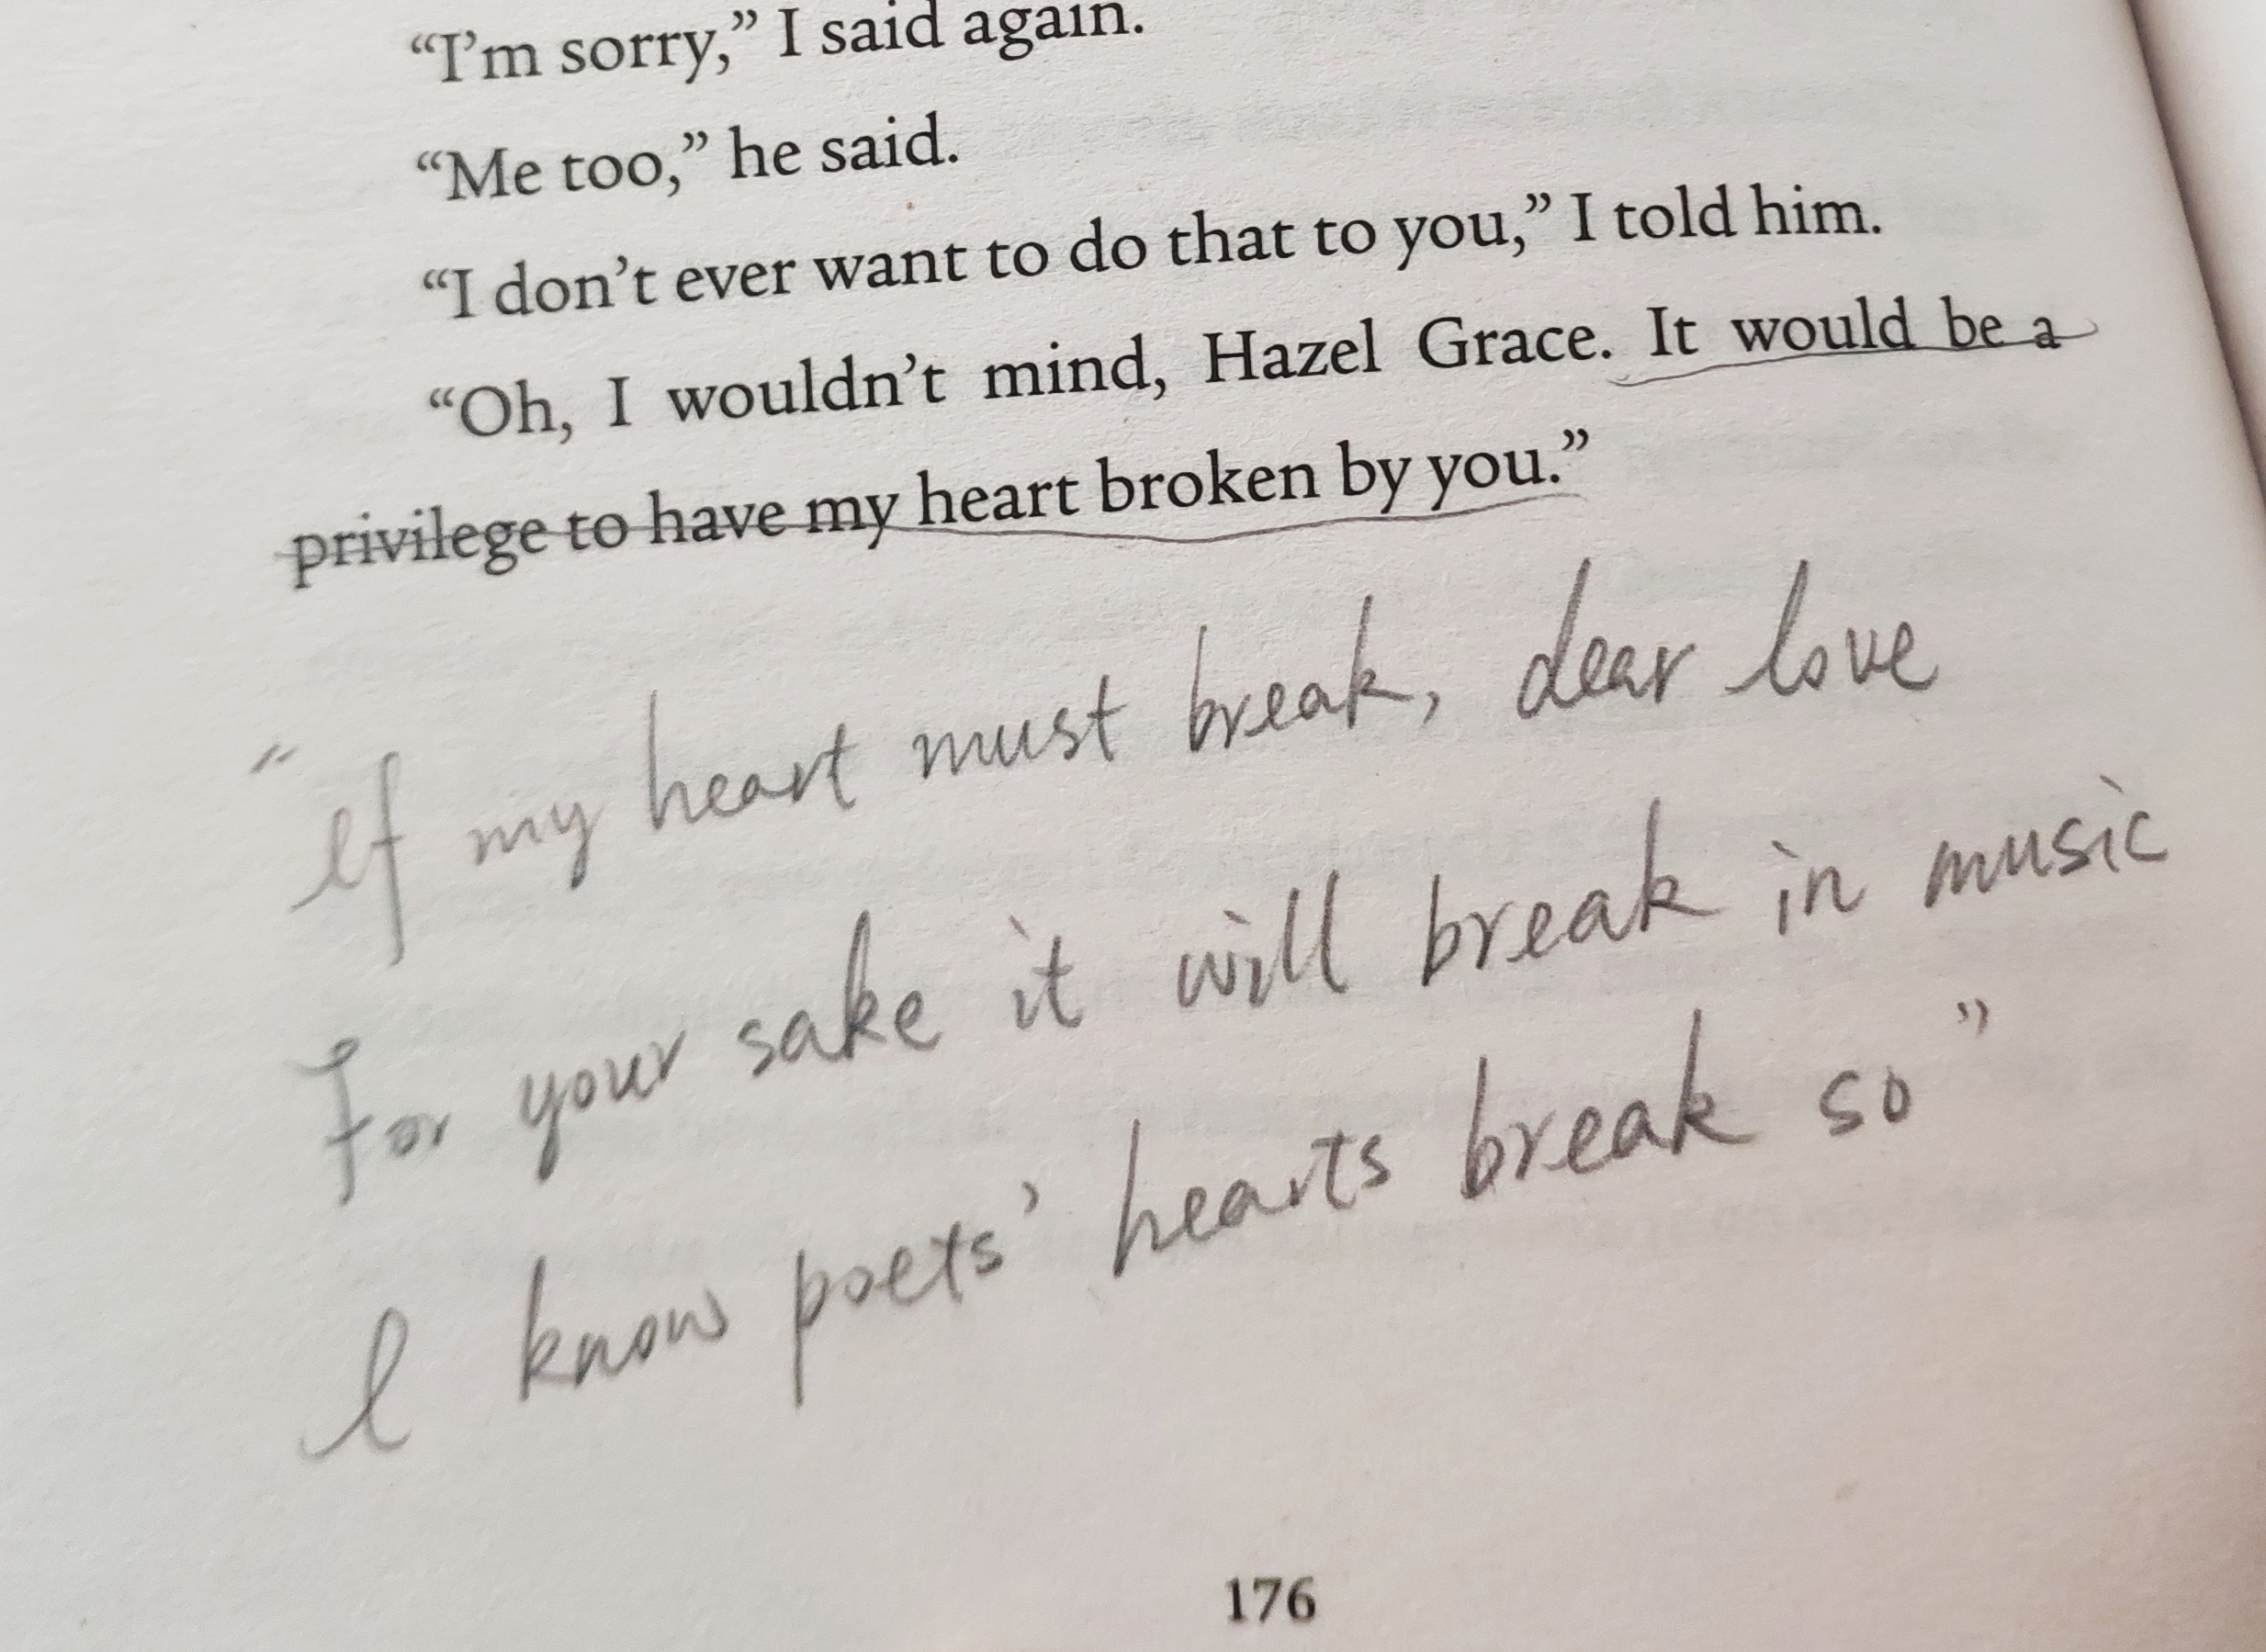 “I’m sorry,” I said again.
“Me too,” he said.
“I don’t ever want to do that to you,” I told him.
“Oh, I wouldn’t mind, Hazel Grace. It would be a
privilege to have my heart broken by you.”
"If my heart must break, dear love
For your sake it will break in music
I know poets' hearts break so"
176